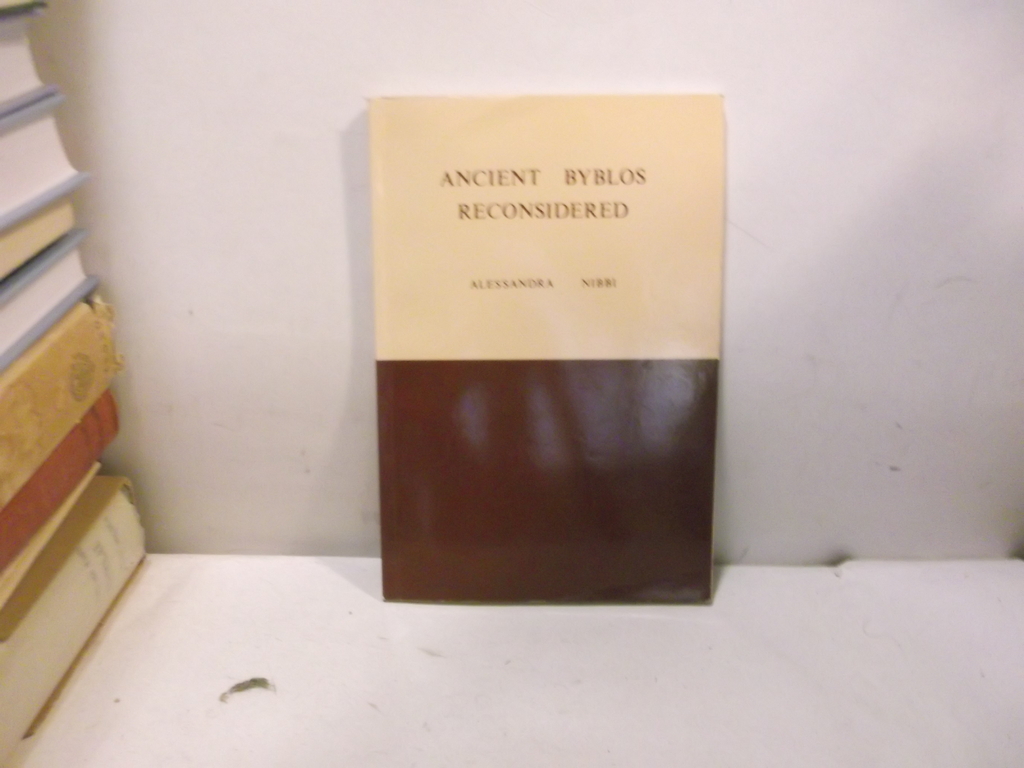 ANCIENT BYBLOS
RECONSIDERED
ALESSANDRA NIBBI